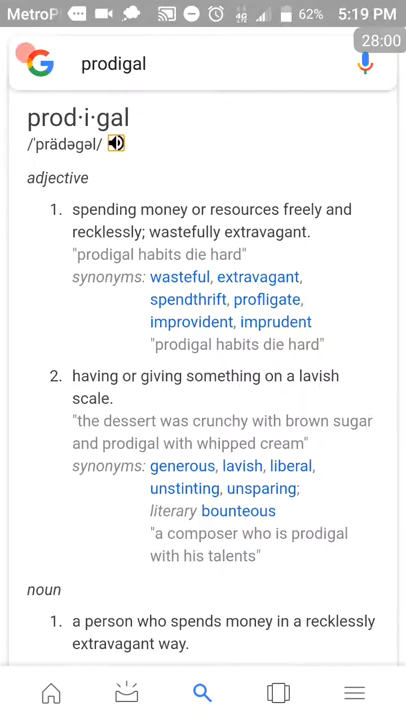 MetroP 4G LTE 62% 5:19 PM
28:00
prodigal
prod·i·gal
/ˈprädəɡəl/
adjective
1. spending money or resources freely and
recklessly; wastefully extravagant.
"prodigal habits die hard"
synonyms: wasteful, extravagant,
spendthrift, profligate,
improvident, imprudent
"prodigal habits die hard"
2. having or giving something on a lavish
scale.
"the dessert was crunchy with brown sugar
and prodigal with whipped cream"
synonyms: generous, lavish, liberal,
unstinting, unsparing;
literary bounteous
"a composer who is prodigal
with his talents"
noun
1. a person who spends money in a recklessly
extravagant way.